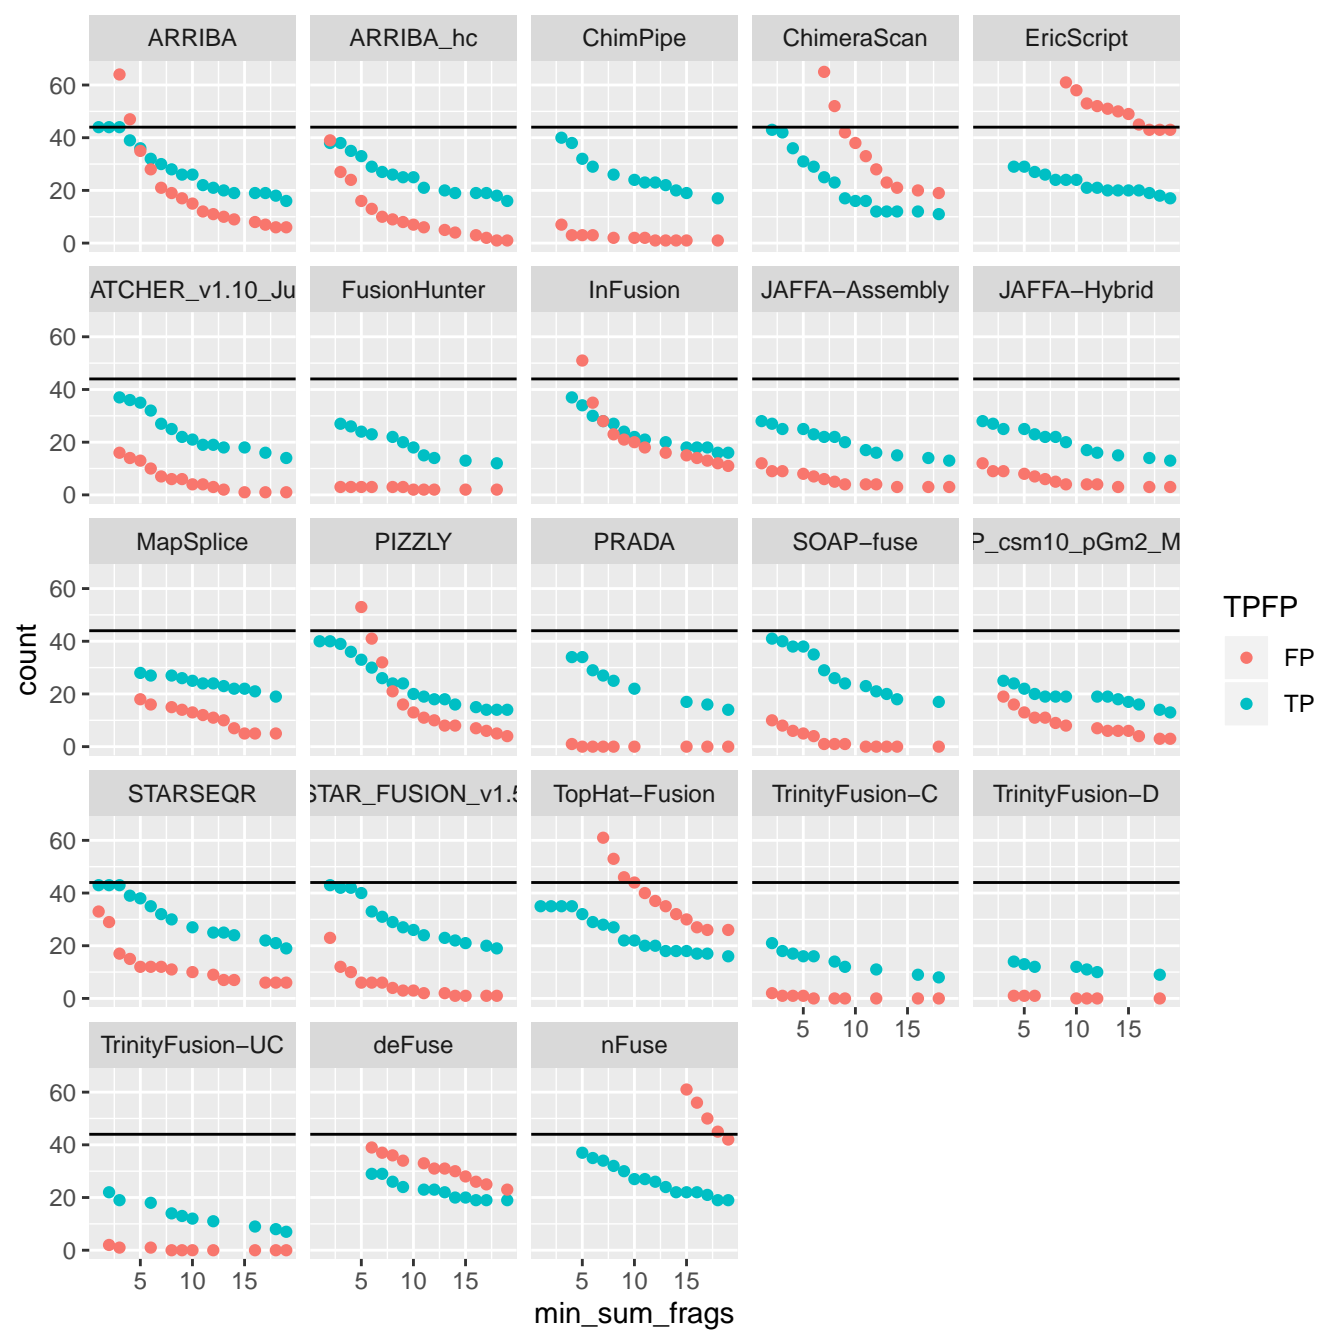 ARRIBA ARRIBA_hc ChimPipe ChimeraScan EricScript
60
40
20
0
ATCHER_v1.10_Ju FusionHunter InFusion JAFFA−Assembly JAFFA−Hybrid
60
40
20
0
MapSplice PIZZLY PRADA SOAP−fuse P_csm10_pGm2_M
60
40
20
0
count
TPFP
FP
TP
STARSEQR STAR_FUSION_v1.5 TopHat−Fusion TrinityFusion−C TrinityFusion−D
60
40
20
0
5 10 15 5 10 15
TrinityFusion−UC deFuse nFuse
60
40
20
0
5 10 15 5 10 15 5 10 15
min_sum_frags